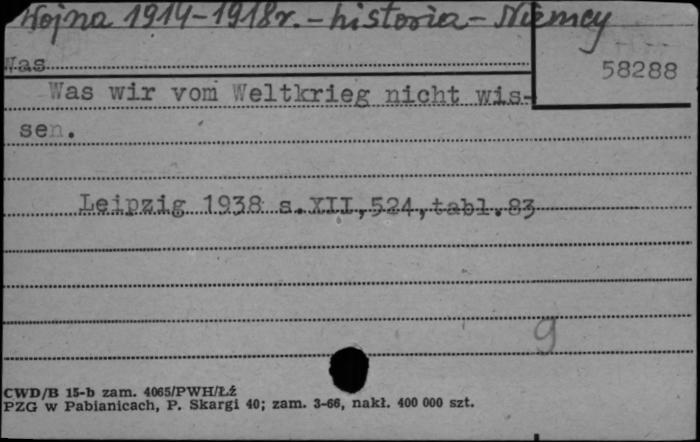 Wojna 1914-1918r. - historia - Niemcy
Was
58288
Was wir vom Weltkrieg nicht wis-
sen.
Leipzig 1938 s.XII,524,tabl.83
9
CWD/B 15-b zam. 4065/PWH/Łź
PZG w Pabianicach, P. Skargi 40; zam. 3-66, nakł. 400 000 szt.